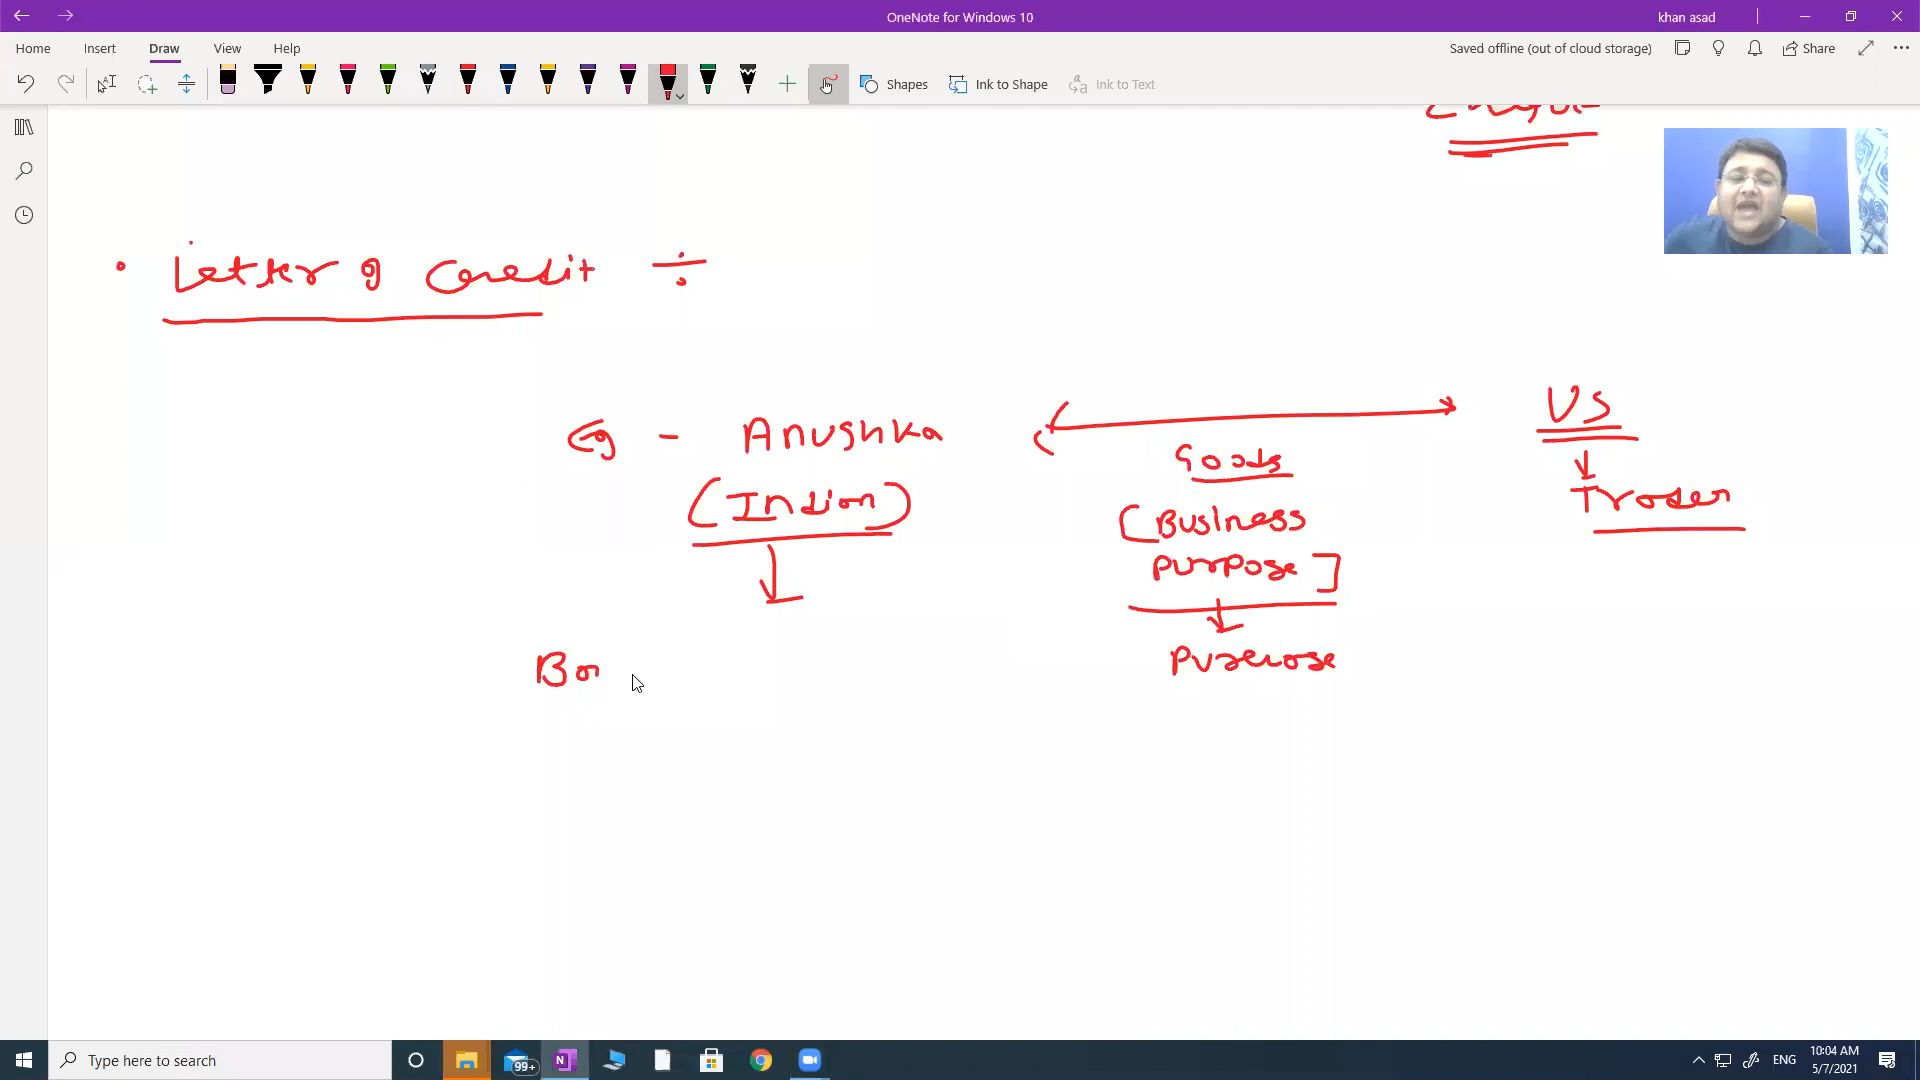 OneNote for Windows 10
khan asad
Home Insert Draw View Help
Saved offline (out of cloud storage)
Share
Shapes
Ink to Shape
Ink to Text
• Letter of Credit ÷
Eg - Anushka
(Indian)
Goods
[Business
purpose]
Purchase
US
Trader
Type here to search
99+
ENG
10:04 AM
5/7/2021